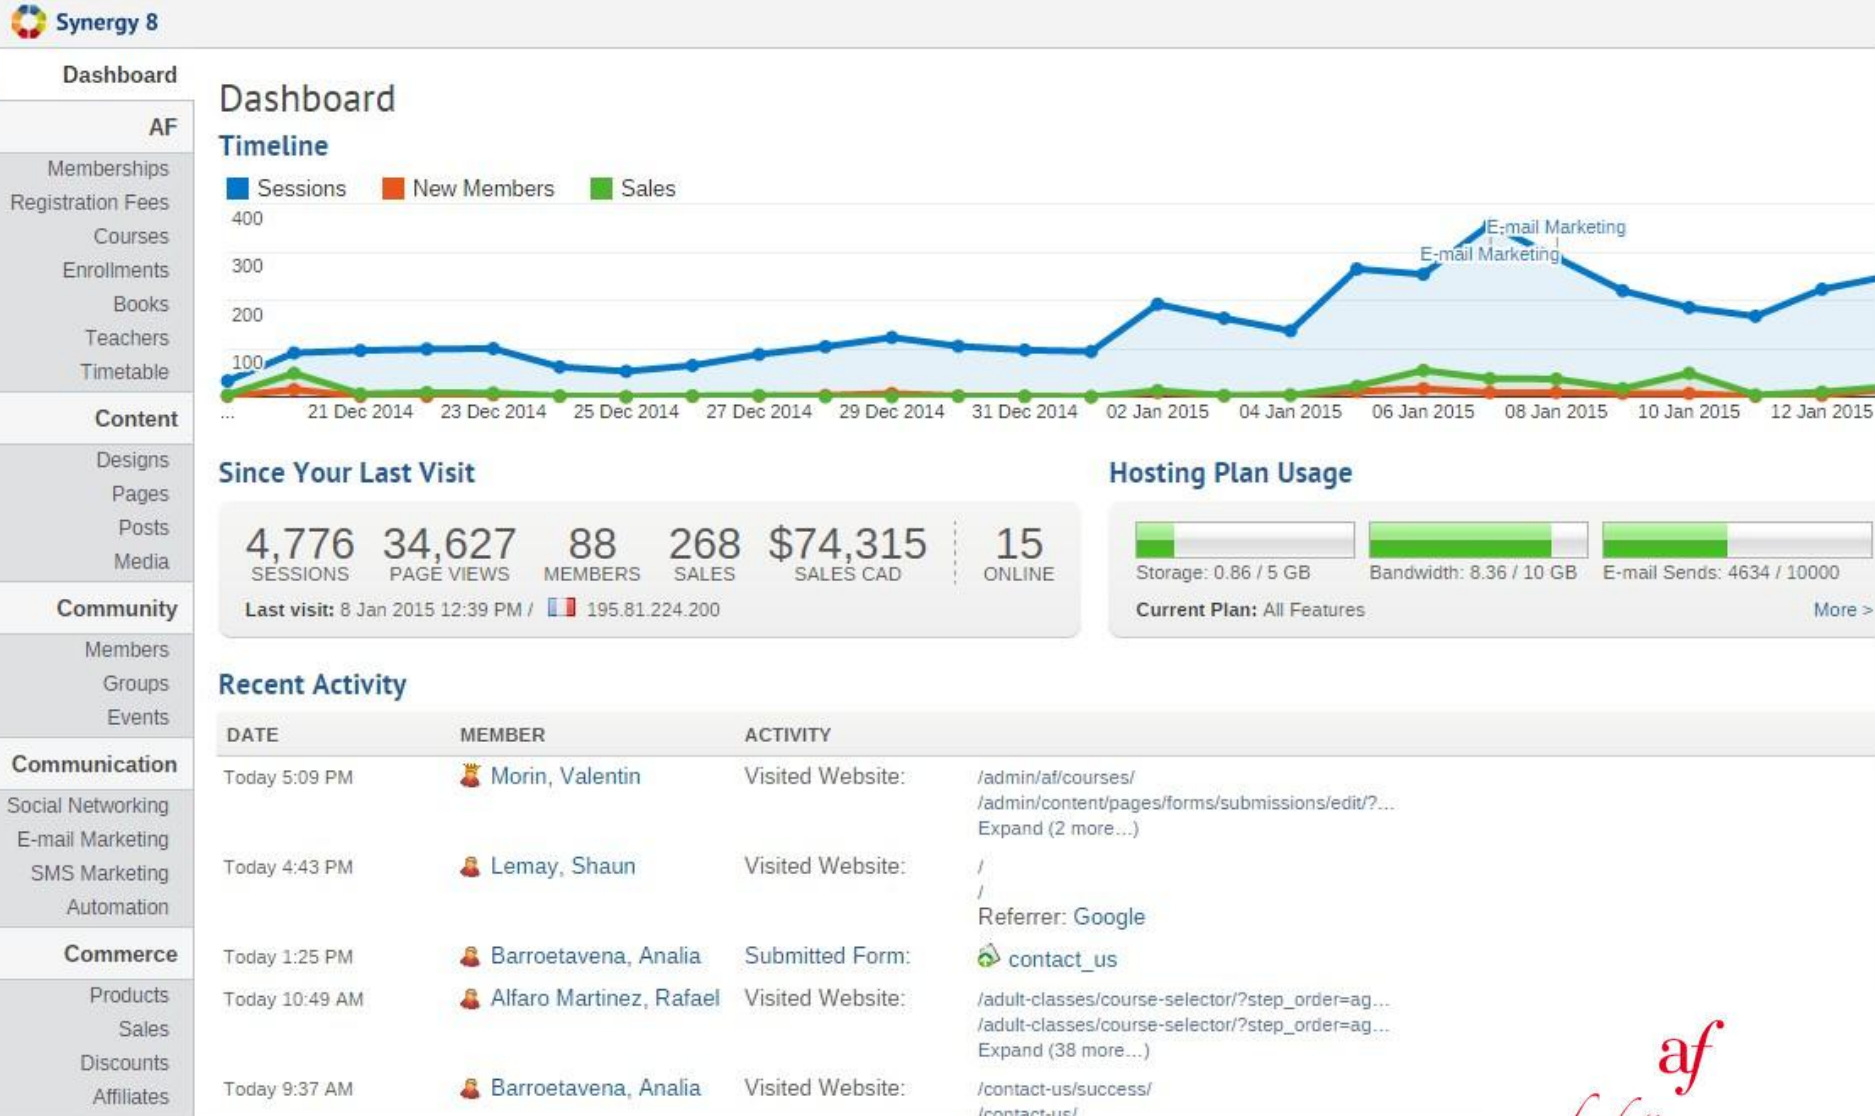 Synergy 8
Dashboard
AF
Memberships
Registration Fees
Courses
Enrollments
Books
Teachers
Timetable
Content
Designs
Pages
Posts
Media
Community
Members
Groups
Events
Communication
Social Networking
E-mail Marketing
SMS Marketing
Automation
Commerce
Products
Sales
Discounts
Affiliates
Dashboard
Timeline
Sessions New Members Sales
400
300
200
100
E-mail Marketing
E-mail Marketing
... 21 Dec 2014 23 Dec 2014 25 Dec 2014 27 Dec 2014 29 Dec 2014 31 Dec 2014 02 Jan 2015 04 Jan 2015 06 Jan 2015 08 Jan 2015 10 Jan 2015 12 Jan 2015
Since Your Last Visit
4,776 34,627 88 268 $74,315 15
SESSIONS PAGE VIEWS MEMBERS SALES SALES CAD ONLINE
Last visit: 8 Jan 2015 12:39 PM / 195.81.224.200
Hosting Plan Usage
Storage: 0.86 / 5 GB Bandwidth: 8.36 / 10 GB E-mail Sends: 4634 / 10000
Current Plan: All Features More >
Recent Activity
DATE MEMBER ACTIVITY
Today 5:09 PM Morin, Valentin Visited Website: /admin/af/courses/
/admin/content/pages/forms/submissions/edit/?...
Expand (2 more...)
Today 4:43 PM Lemay, Shaun Visited Website: /
/
Referrer: Google
Today 1:25 PM Barroetavena, Analia Submitted Form: contact_us
Today 10:49 AM Alfaro Martinez, Rafael Visited Website: /adult-classes/course-selector/?step_order=ag...
/adult-classes/course-selector/?step_order=ag...
Expand (38 more...)
Today 9:37 AM Barroetavena, Analia Visited Website: /contact-us/success/
/contact-us/
af